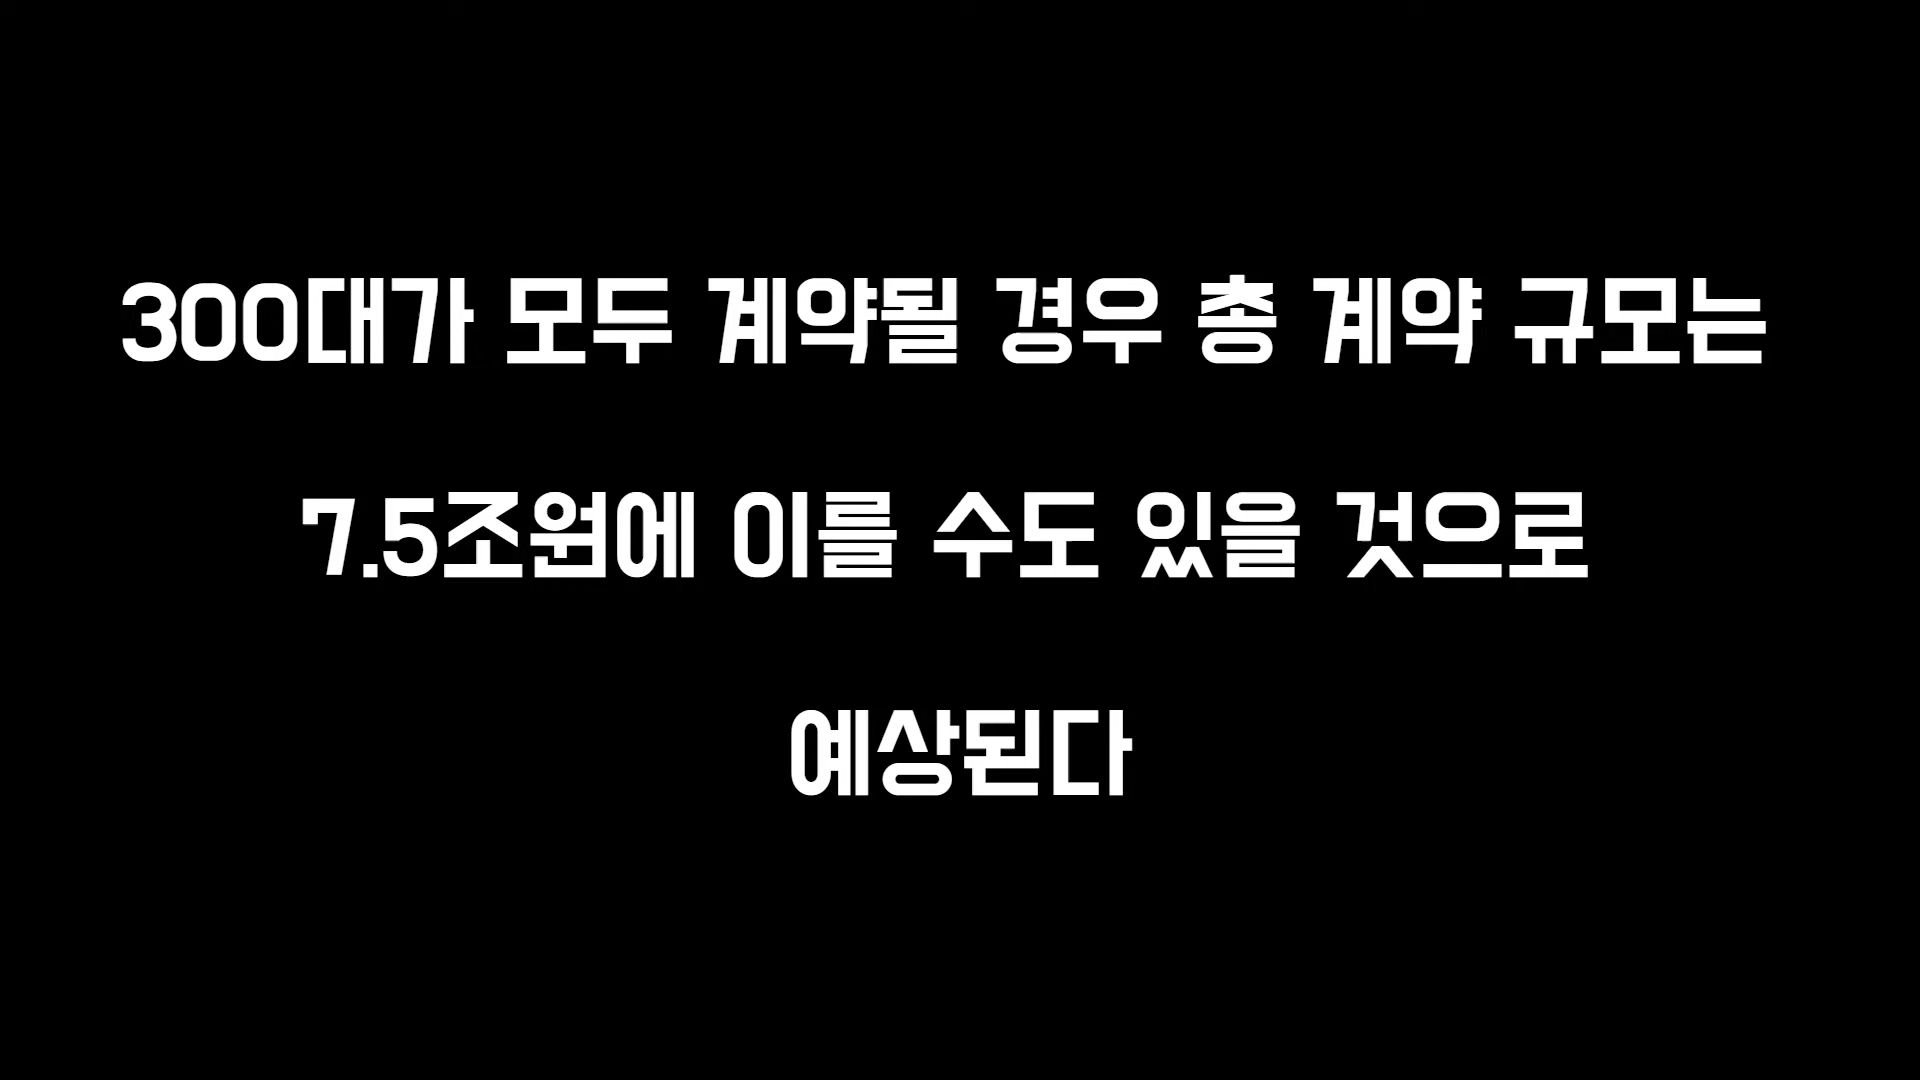 300대가 모두 계약될 경우 총 계약 규모는
7.5조원에 이를 수도 있을 것으로
예상된다